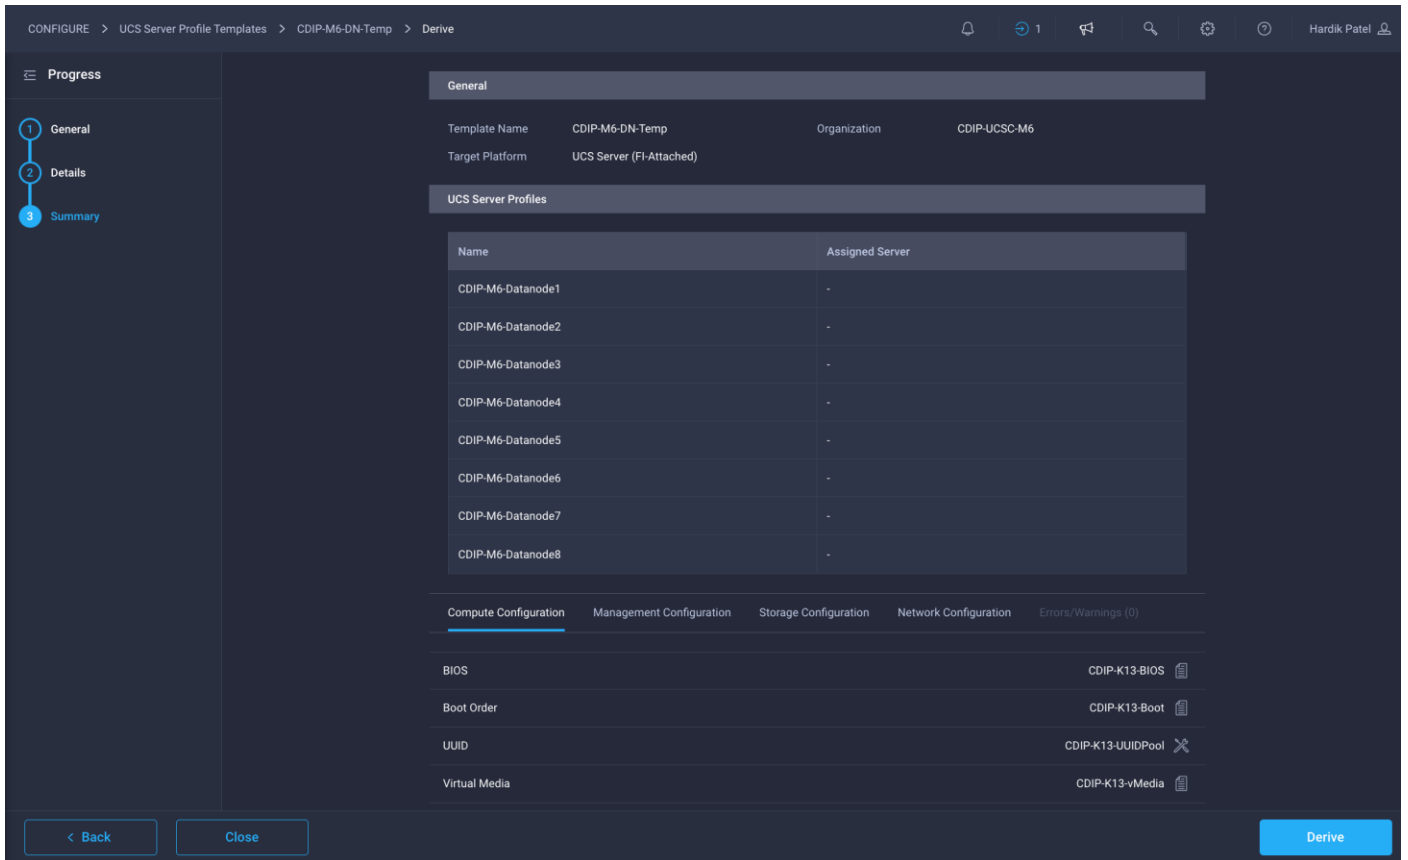 CONFIGURE > UCS Server Profile Templates > CDIP-M6-DN-Temp > Derive
1
Hardik Patel
Progress
1 General
2 Details
3 Summary
General
Template Name CDIP-M6-DN-Temp Organization CDIP-UCSC-M6
Target Platform UCS Server (FI-Attached)
UCS Server Profiles
Name Assigned Server
CDIP-M6-Datanode1 -
CDIP-M6-Datanode2 -
CDIP-M6-Datanode3 -
CDIP-M6-Datanode4 -
CDIP-M6-Datanode5 -
CDIP-M6-Datanode6 -
CDIP-M6-Datanode7 -
CDIP-M6-Datanode8 -
Compute Configuration Management Configuration Storage Configuration Network Configuration Errors/Warnings (0)
BIOS CDIP-K13-BIOS
Boot Order CDIP-K13-Boot
UUID CDIP-K13-UUIDPool
Virtual Media CDIP-K13-vMedia
< Back Close Derive